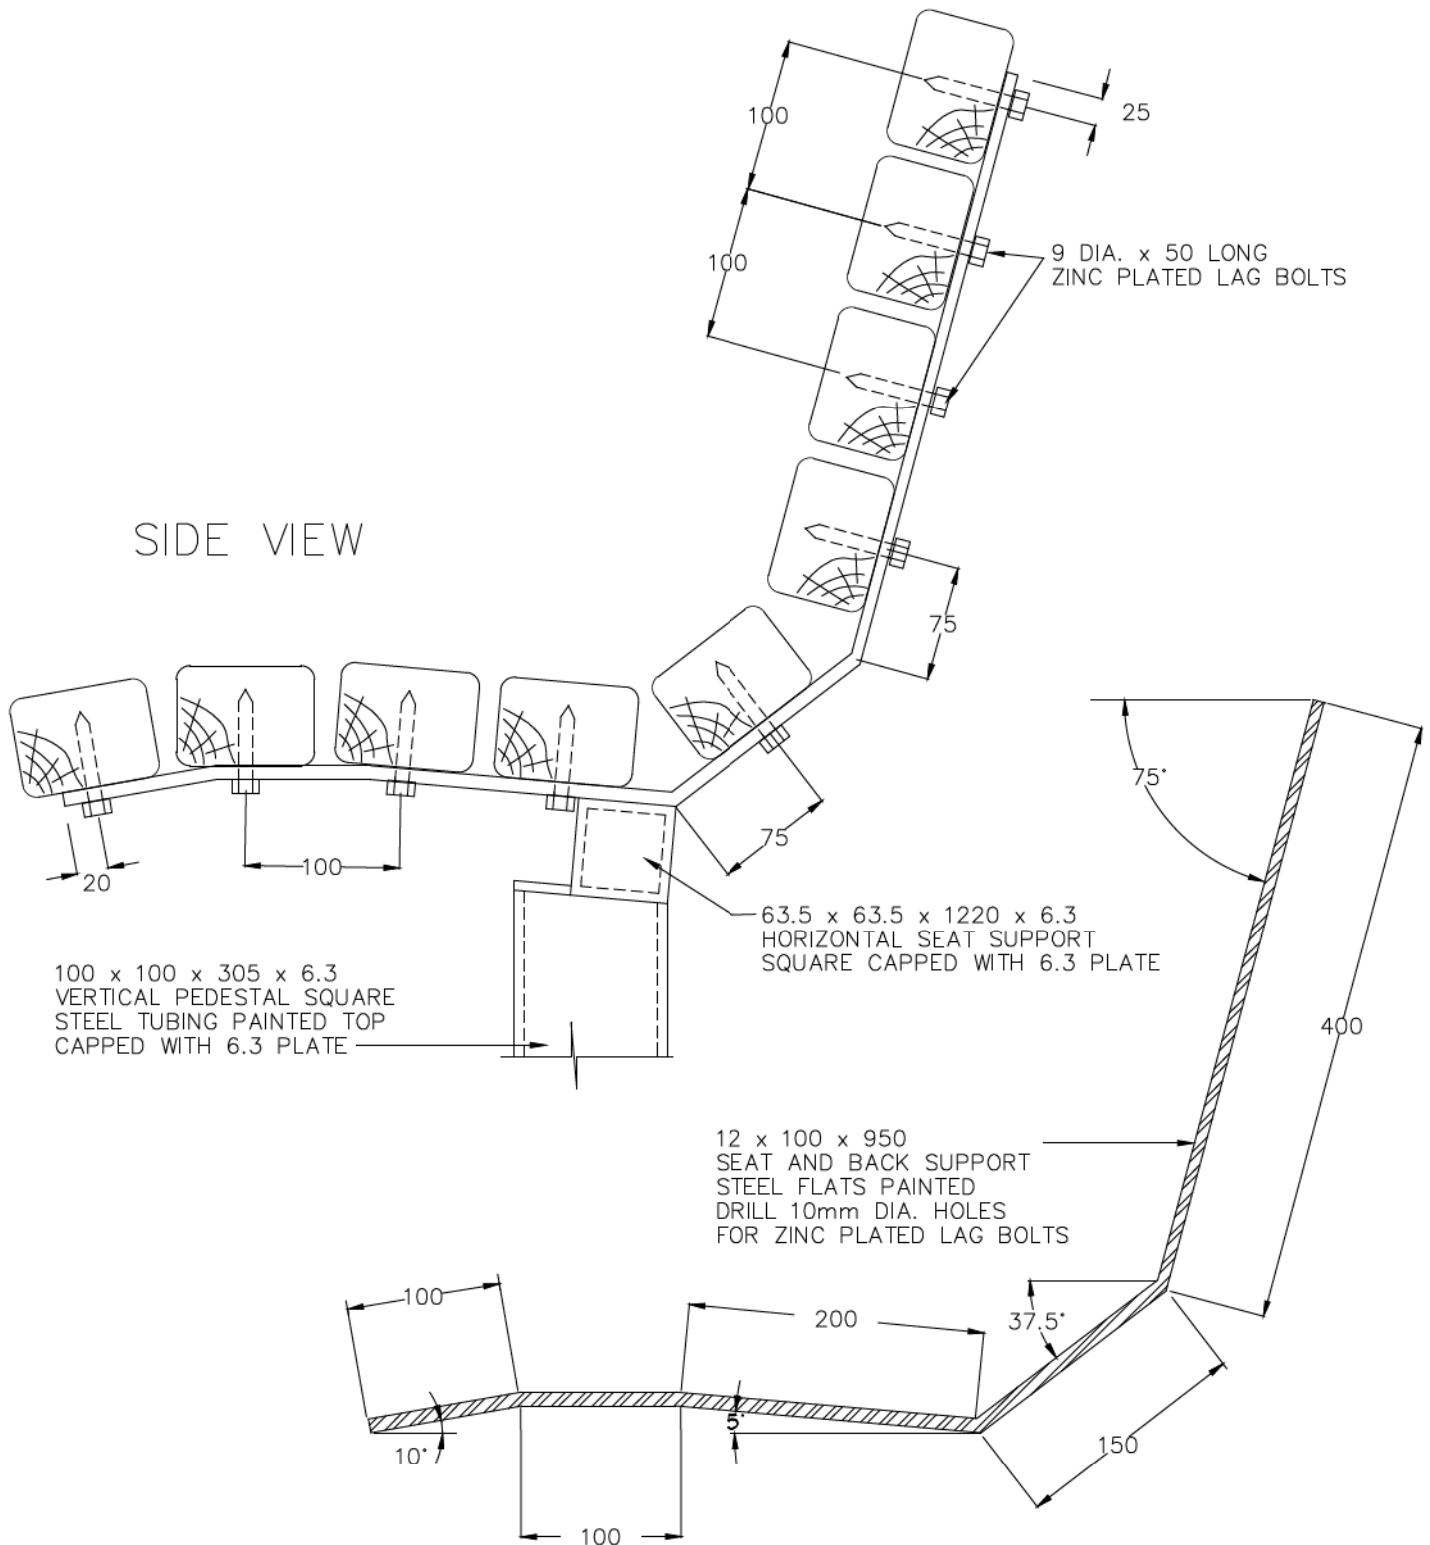 100
25
100
9 DIA. x 50 LONG
ZINC PLATED LAG BOLTS
SIDE VIEW
75
75°
100
75
20
63.5 x 63.5 x 1220 x 6.3
HORIZONTAL SEAT SUPPORT
SQUARE CAPPED WITH 6.3 PLATE
100 x 100 x 305 x 6.3
VERTICAL PEDESTAL SQUARE
STEEL TUBING PAINTED TOP
CAPPED WITH 6.3 PLATE
400
12 x 100 x 950
SEAT AND BACK SUPPORT
STEEL FLATS PAINTED
DRILL 10mm DIA. HOLES
FOR ZINC PLATED LAG BOLTS
100
200
37.5°
5°
10°
150
100